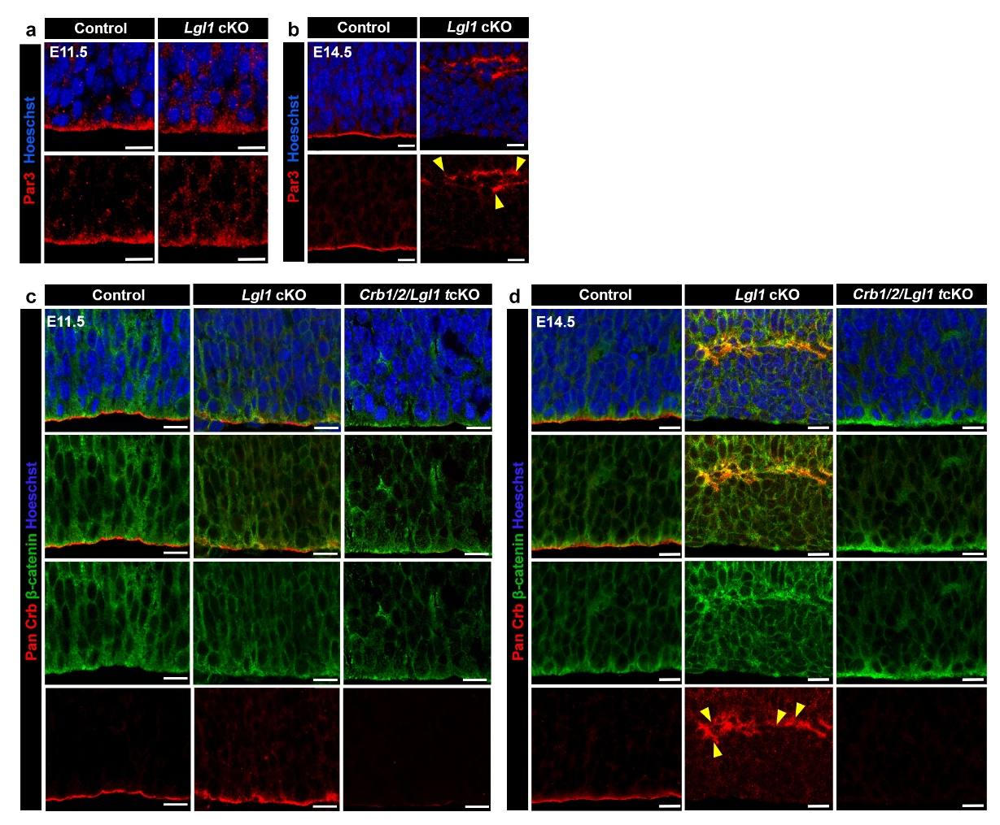 a
Control
Lgl1 cKO
E11.5
Par3 Hoeschst
b
Control
Lgl1 cKO
E14.5
Par3 Hoeschst
c
Control
Lgl1 cKO
Crb1/2/Lgl1 tcKO
E11.5
Pan Crb β-catenin Hoeschst
d
Control
Lgl1 cKO
Crb1/2/Lgl1 tcKO
E14.5
Pan Crb β-catenin Hoeschst